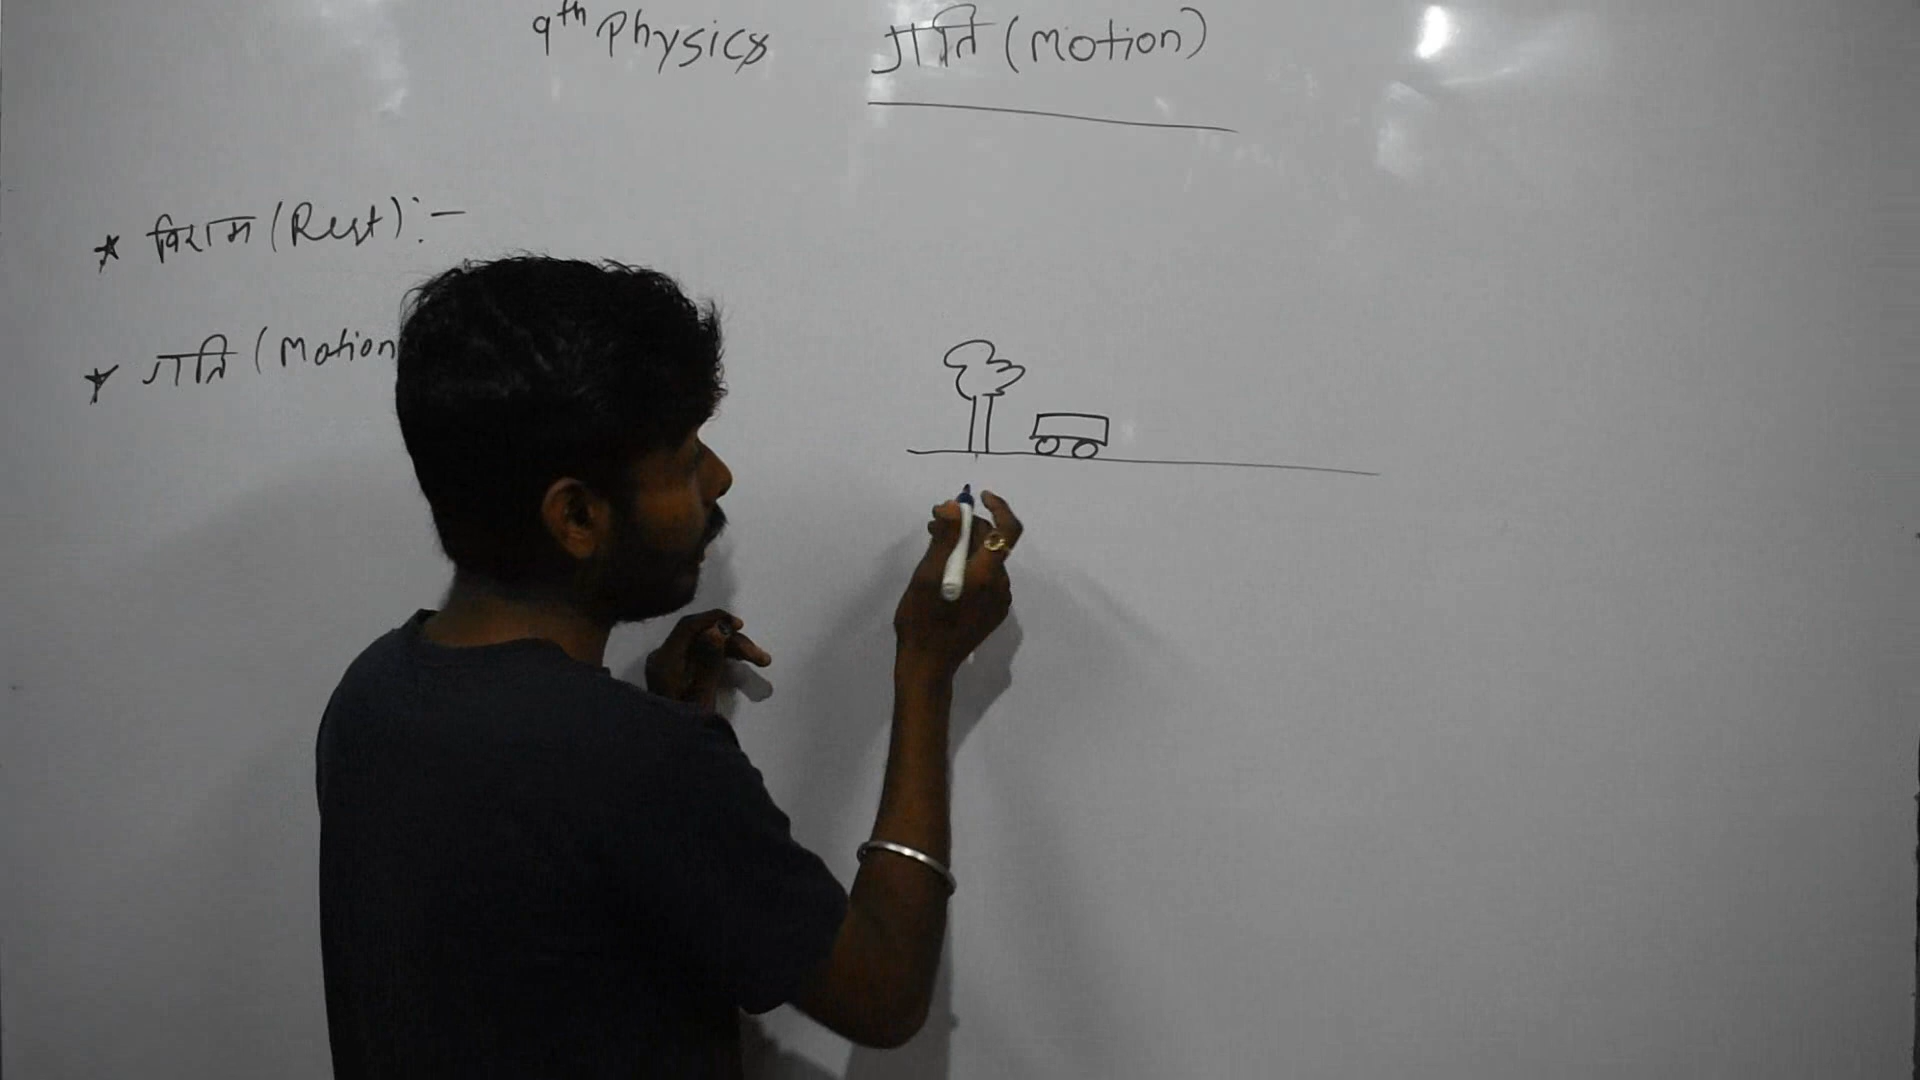 9th Physics गति (Motion)
* विराम (Rest) :-
* गति (Motion